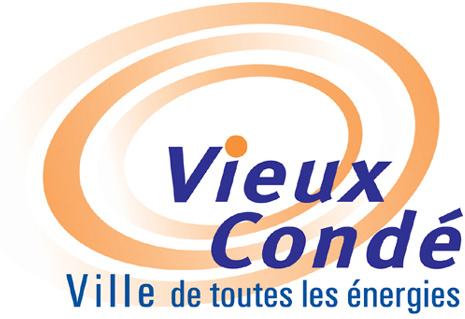 Vieux
Condé
Ville de toutes les énergies